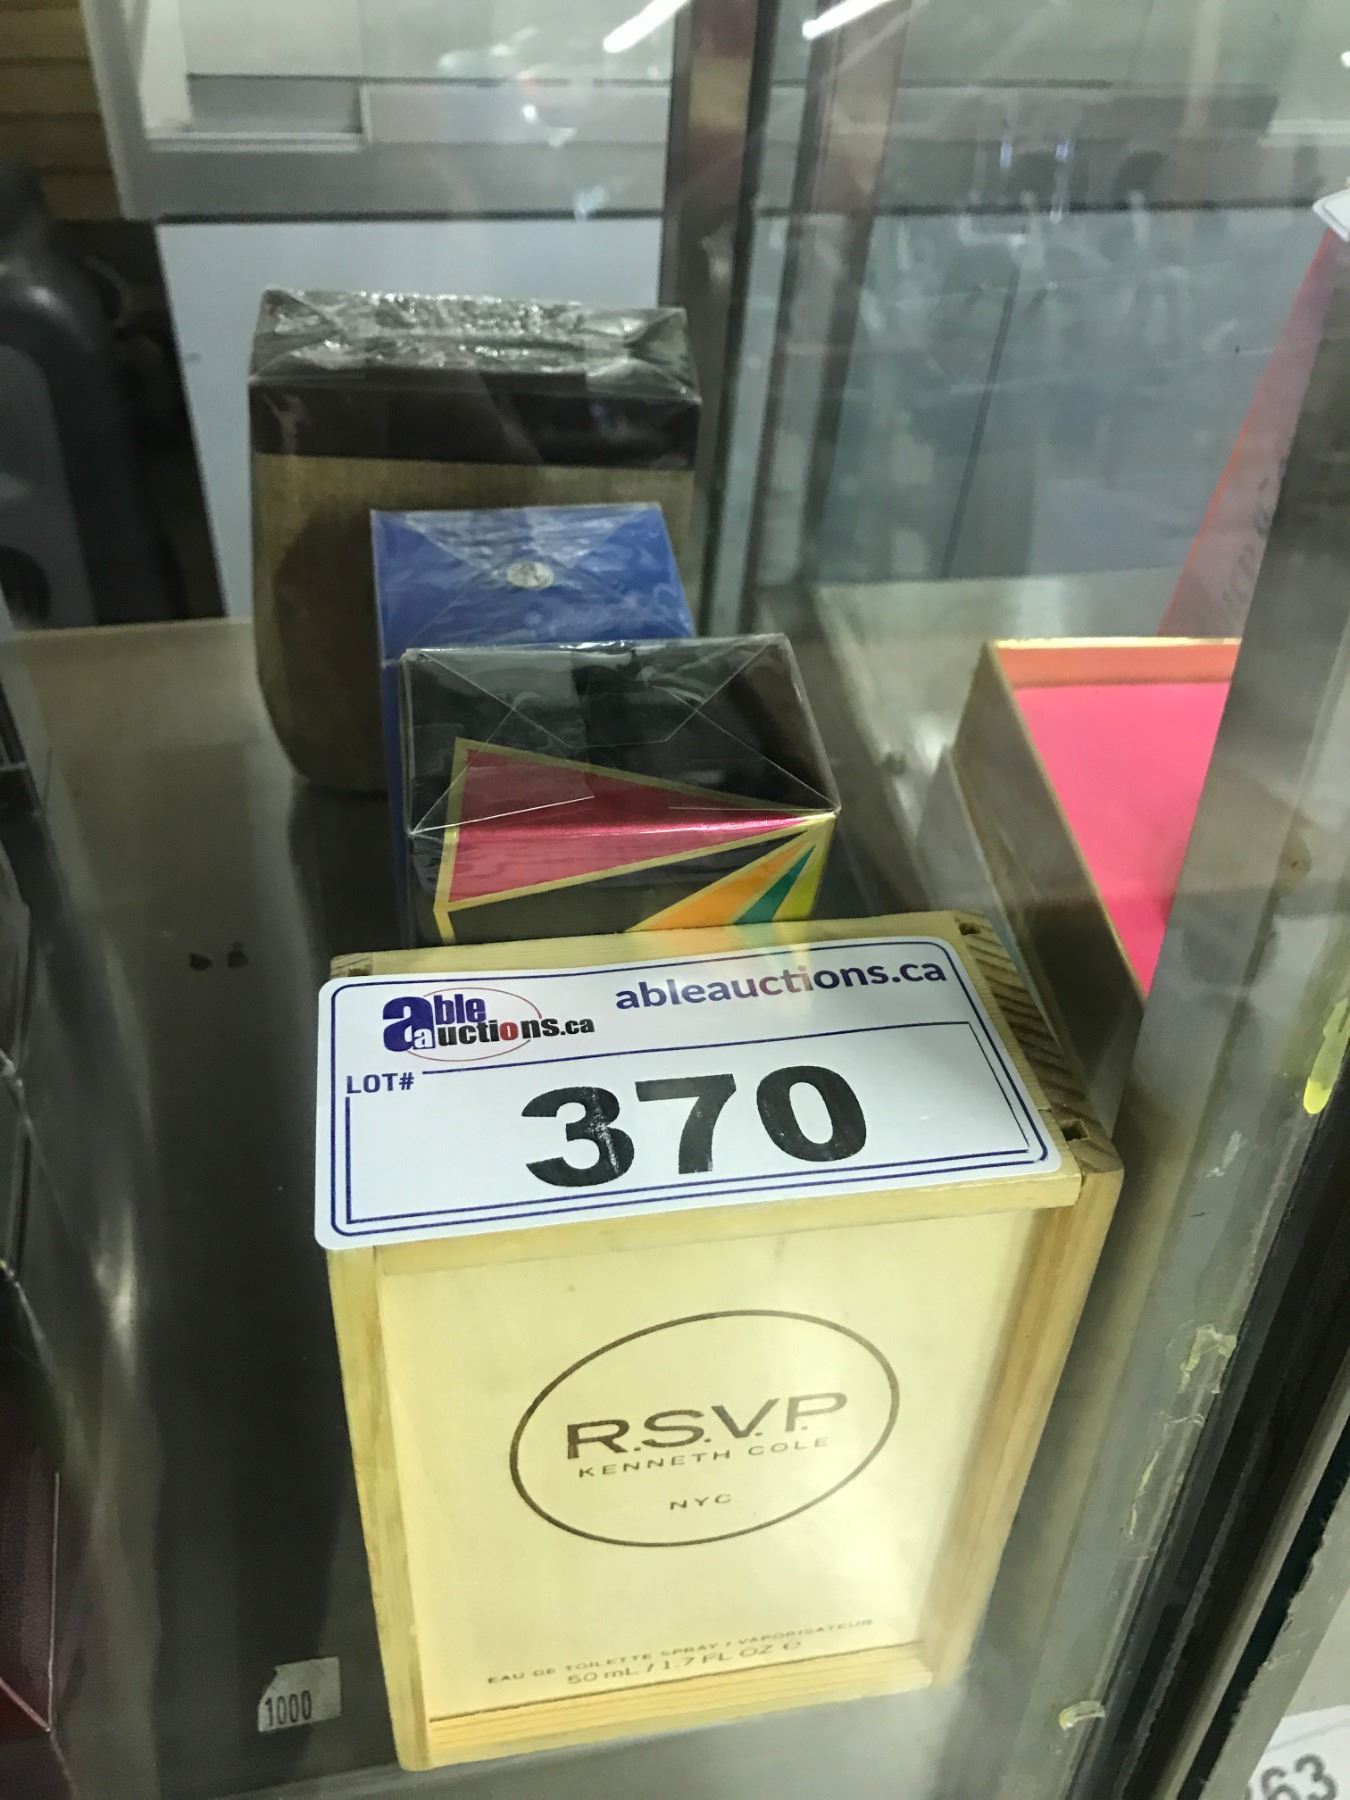 able auctions.ca
ableauctions.ca
LOT#
370
R.S.V.P.
KENNETH COLE
NYC
EAU DE TOILETTE SPRAY / VAPORISATEUR
50 mL / 1.7 FL OZ e
1000
63